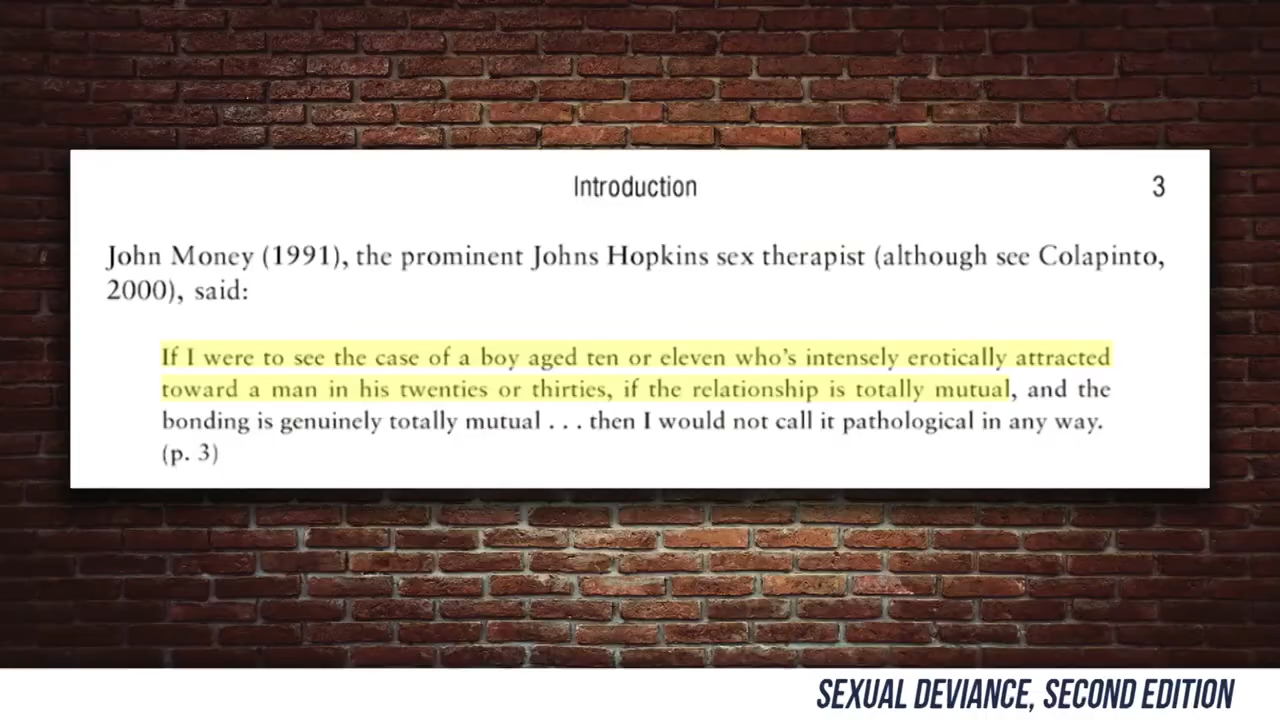 Introduction 3
John Money (1991), the prominent Johns Hopkins sex therapist (although see Colapinto,
2000), said:
If I were to see the case of a boy aged ten or eleven who's intensely erotically attracted
toward a man in his twenties or thirties, if the relationship is totally mutual, and the
bonding is genuinely totally mutual . . . then I would not call it pathological in any way.
(p. 3)
SEXUAL DEVIANCE, SECOND EDITION